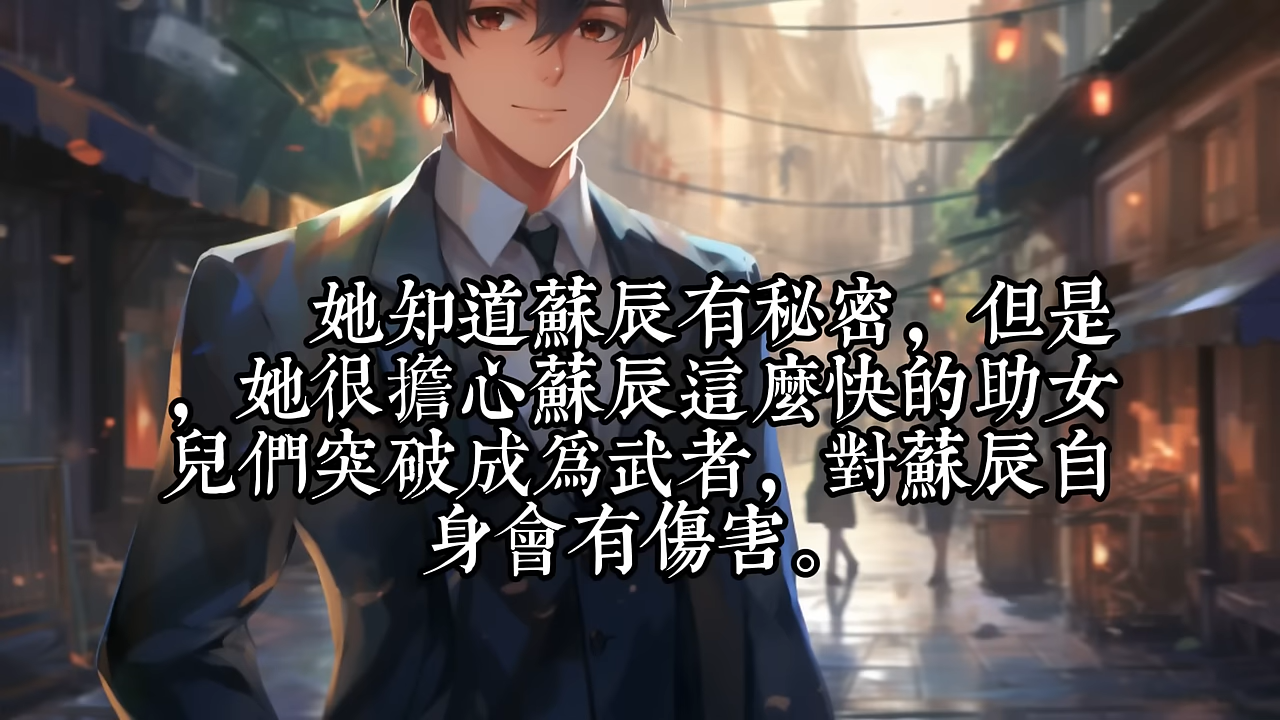 她知道蘇辰有秘密，但是
，她很擔心蘇辰這麼快的助女
兒們突破成爲武者，對蘇辰自
身會有傷害。